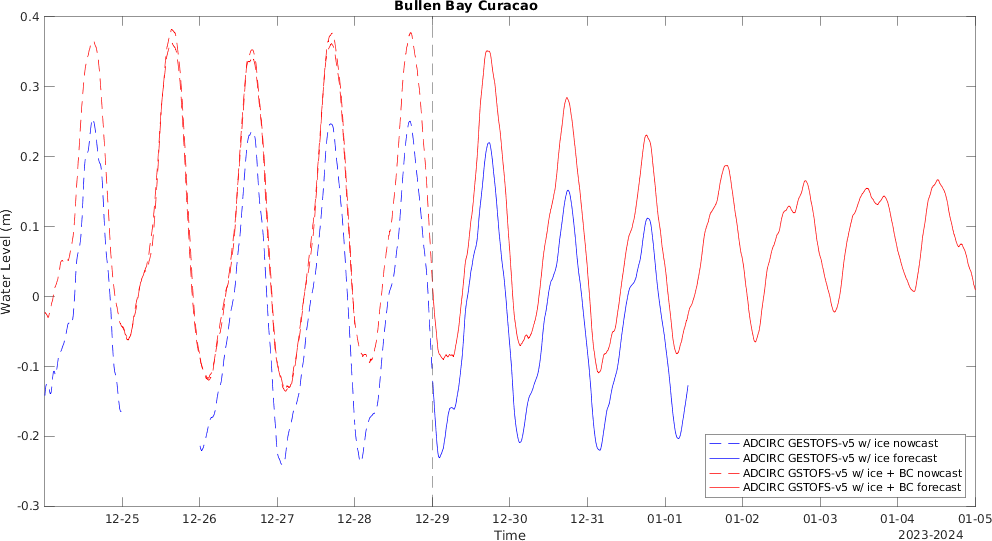 Bullen Bay Curacao
0.4
0.3
0.2
0.1
0
-0.1
-0.2
-0.3
Water Level (m)
ADCIRC GESTOFS-v5 w/ ice nowcast
ADCIRC GESTOFS-v5 w/ ice forecast
ADCIRC GSTOFS-v5 w/ ice + BC nowcast
ADCIRC GSTOFS-v5 w/ ice + BC forecast
12-25 12-26 12-27 12-28 12-29 12-30 12-31 01-01 01-02 01-03 01-04 01-05
Time
2023-2024